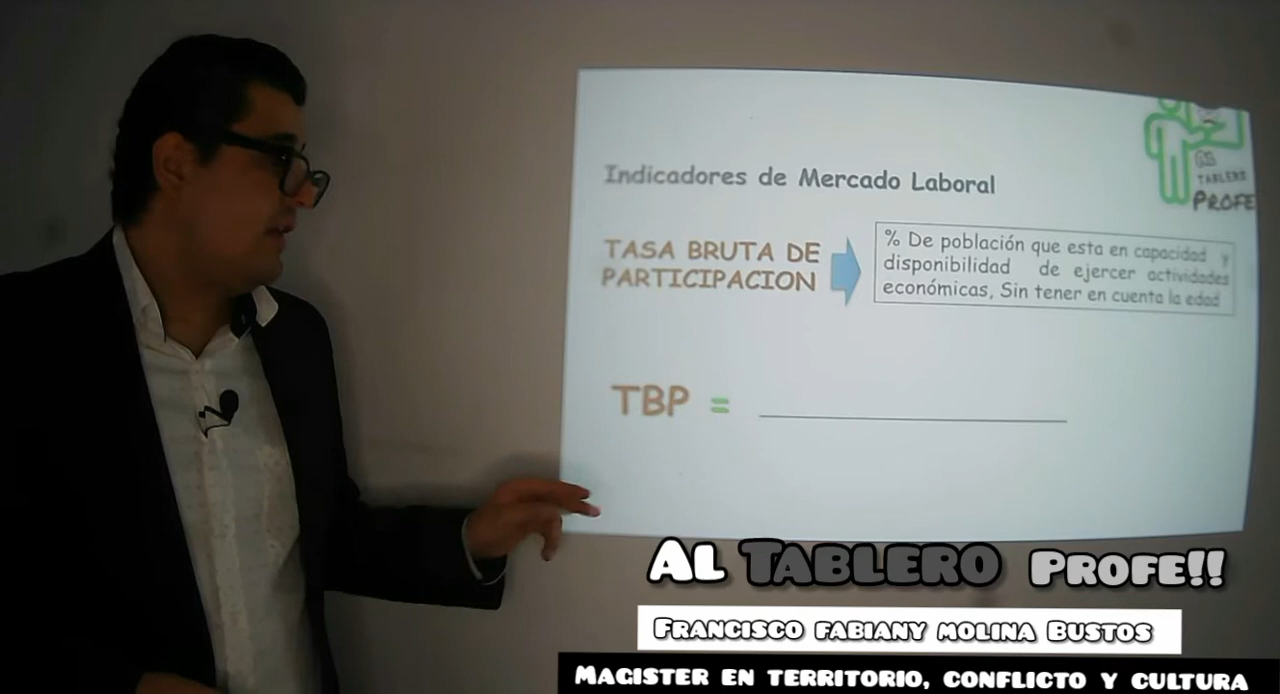 AL
TABLERO
PROFE
Indicadores de Mercado Laboral
TASA BRUTA DE
PARTICIPACION
% De población que esta en capacidad y
disponibilidad de ejercer actividades
económicas, Sin tener en cuenta la edad
TBP =
AL TABLERO PROFE!!
FRANCISCO FABIANY MOLINA BUSTOS
MAGISTER EN TERRITORIO, CONFLICTO Y CULTURA